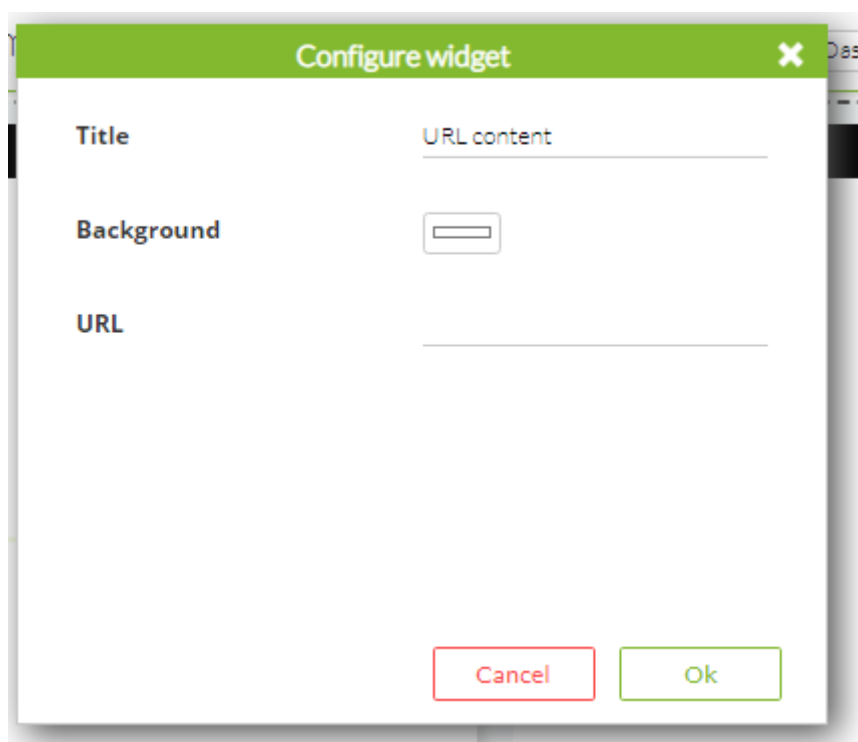 Configure widget
Title
URL content
Background
URL
Cancel
Ok